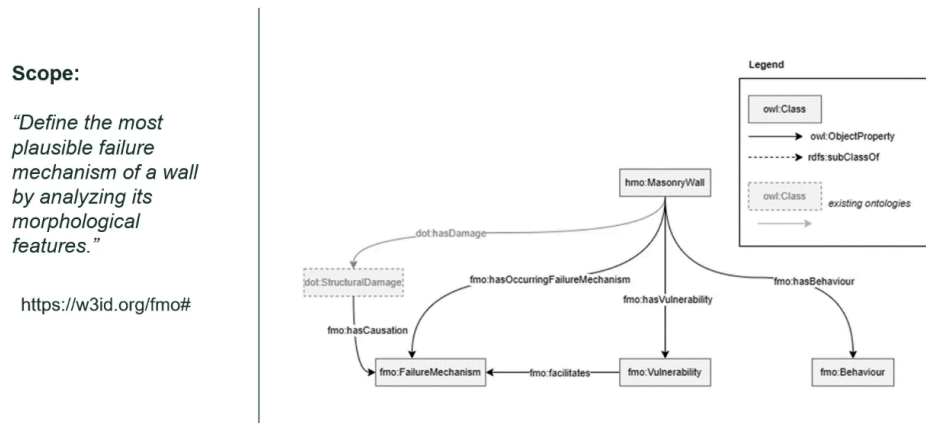 Scope:
“Define the most
plausible failure
mechanism of a wall
by analyzing its
morphological
features.”
https://w3id.org/fmo#
Legend
owl:Class
owl:ObjectProperty
rdfs:subClassOf
owl:Class
existing ontologies
hmo:MasonryWall
dot:hasDamage
dot:StructuralDamage
fmo:hasOccurringFailureMechanism
fmo:hasBehaviour
fmo:hasVulnerability
fmo:hasCausation
fmo:FailureMechanism
fmo:facilitates
fmo:Vulnerability
fmo:Behaviour